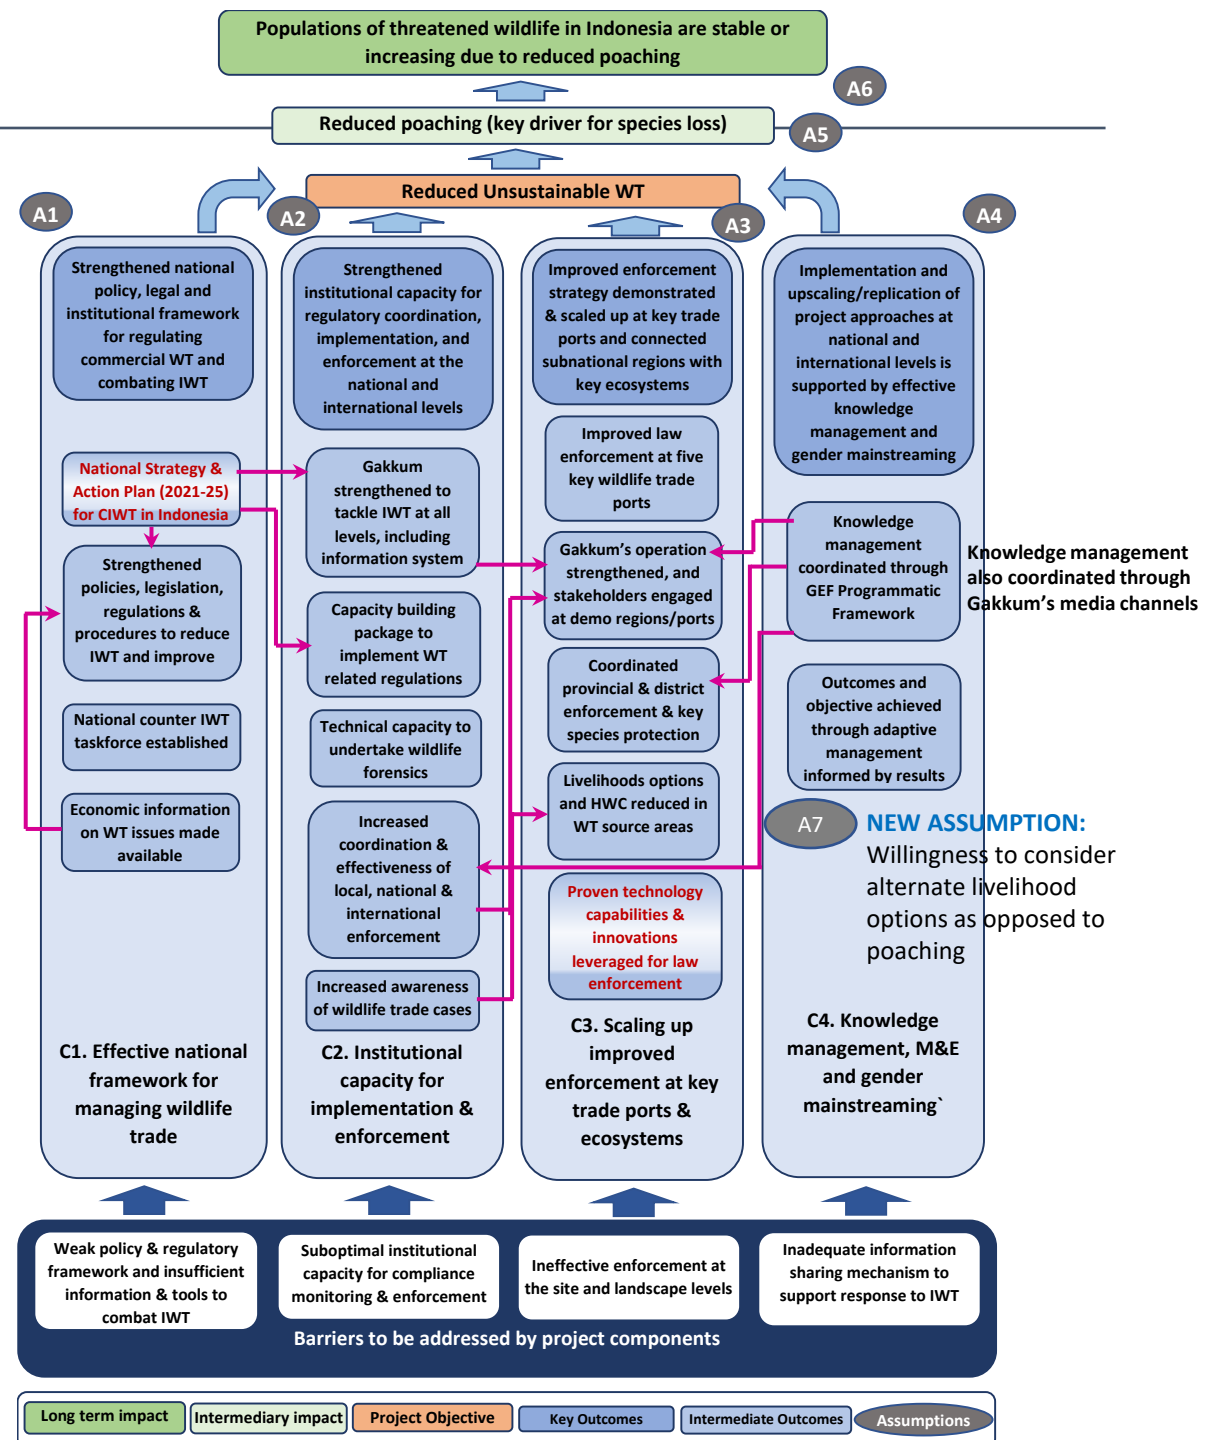 Populations of threatened wildlife in Indonesia are stable or
increasing due to reduced poaching
A6
Reduced poaching (key driver for species loss)
A5
Reduced Unsustainable WT
A1
A2
A3
A4
Strengthened national
policy, legal and
institutional framework
for regulating
commercial WT and
combating IWT
National Strategy &
Action Plan (2021-25)
for CIWT in Indonesia
Strengthened
policies, legislation,
regulations &
procedures to reduce
IWT and improve
National counter IWT
taskforce established
Economic information
on WT issues made
available
C1. Effective national
framework for
managing wildlife
trade
Strengthened
institutional capacity for
regulatory coordination,
implementation, and
enforcement at the
national and
international levels
Gakkum
strengthened to
tackle IWT at all
levels, including
information system
Capacity building
package to
implement WT
related regulations
Technical capacity to
undertake wildlife
forensics
Increased
coordination &
effectiveness of
local, national &
international
enforcement
Increased awareness
of wildlife trade cases
C2. Institutional
capacity for
implementation &
enforcement
Improved enforcement
strategy demonstrated
& scaled up at key trade
ports and connected
subnational regions with
key ecosystems
Improved law
enforcement at five
key wildlife trade
ports
Gakkum's operation
strengthened, and
stakeholders engaged
at demo regions/ports
Coordinated
provincial & district
enforcement & key
species protection
Livelihoods options
and HWC reduced in
WT source areas
Proven technology
capabilities &
innovations
leveraged for law
enforcement
C3. Scaling up
improved
enforcement at key
trade ports &
ecosystems
Implementation and
upscaling/replication of
project approaches at
national and
international levels is
supported by effective
knowledge
management and
gender mainstreaming
Knowledge
management
coordinated through
GEF Programmatic
Framework
Knowledge management
also coordinated through
Gakkum's media channels
Outcomes and
objective achieved
through adaptive
management
informed by results
A7
NEW ASSUMPTION:
Willingness to consider
alternate livelihood
options as opposed to
poaching
C4. Knowledge
management, M&E
and gender
mainstreaming`
Weak policy & regulatory
framework and insufficient
information & tools to
combat IWT
Suboptimal institutional
capacity for compliance
monitoring & enforcement
Ineffective enforcement at
the site and landscape levels
Inadequate information
sharing mechanism to
support response to IWT
Barriers to be addressed by project components
Long term impact
Intermediary impact
Project Objective
Key Outcomes
Intermediate Outcomes
Assumptions